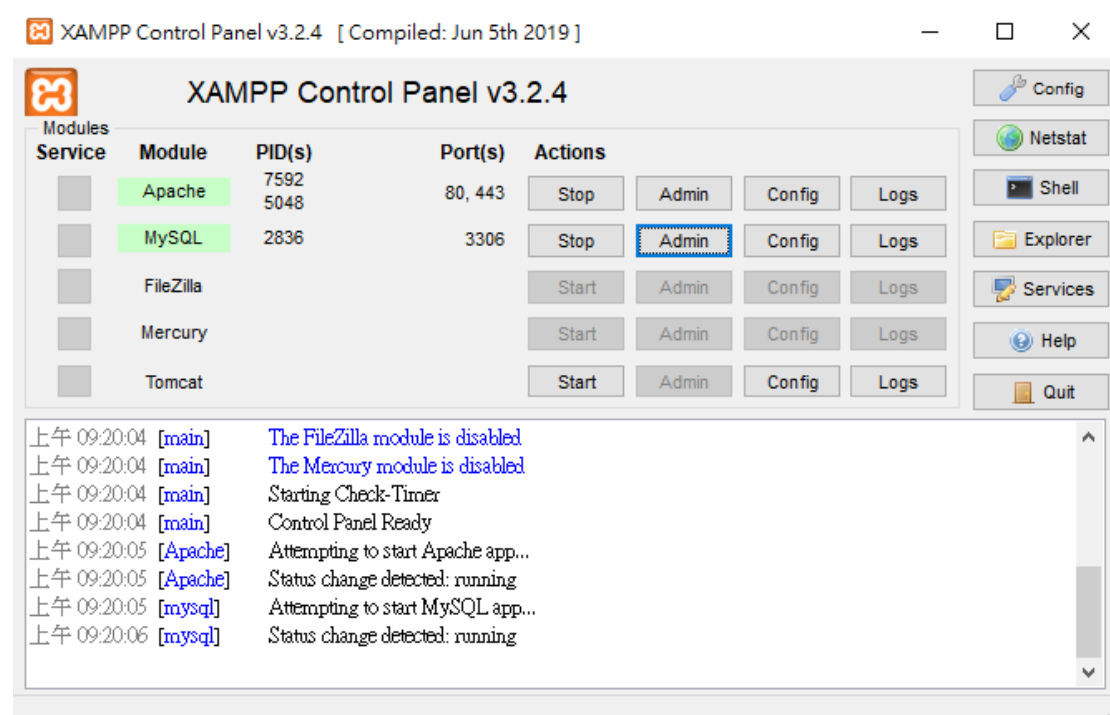 XAMPP Control Panel v3.2.4 [ Compiled: Jun 5th 2019 ]
XAMPP Control Panel v3.2.4
Config
Modules
Netstat
Service Module PID(s) Port(s) Actions
Apache 7592 5048 80, 443 Stop Admin Config Logs
Shell
MySQL 2836 3306 Stop Admin Config Logs
Explorer
FileZilla Start Admin Config Logs
Services
Mercury Start Admin Config Logs
Help
Tomcat Start Admin Config Logs
Quit
上午 09:20:04 [main] The FileZilla module is disabled
上午 09:20:04 [main] The Mercury module is disabled
上午 09:20:04 [main] Starting Check-Timer
上午 09:20:04 [main] Control Panel Ready
上午 09:20:05 [Apache] Attempting to start Apache app...
上午 09:20:05 [Apache] Status change detected: running
上午 09:20:05 [mysql] Attempting to start MySQL app...
上午 09:20:06 [mysql] Status change detected: running